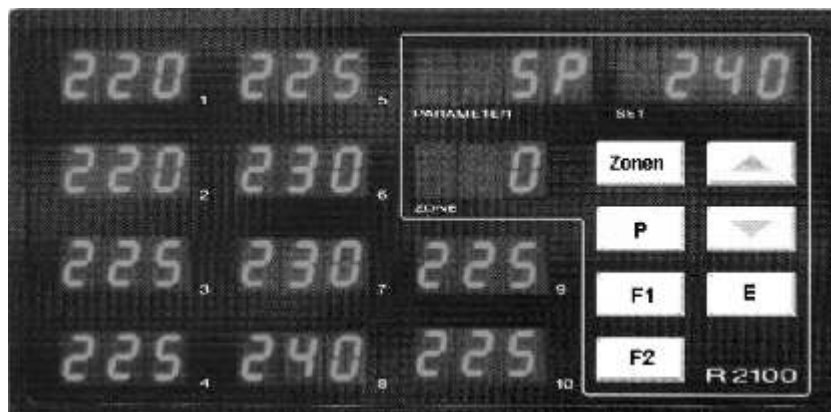 220 1 225 5 SP 240
PARAMETER SET
220 2 230 6 0 Zonen
ZONE
P
225 3 230 7 225 9 F1 E
225 4 240 8 225 10 F2
R 2100